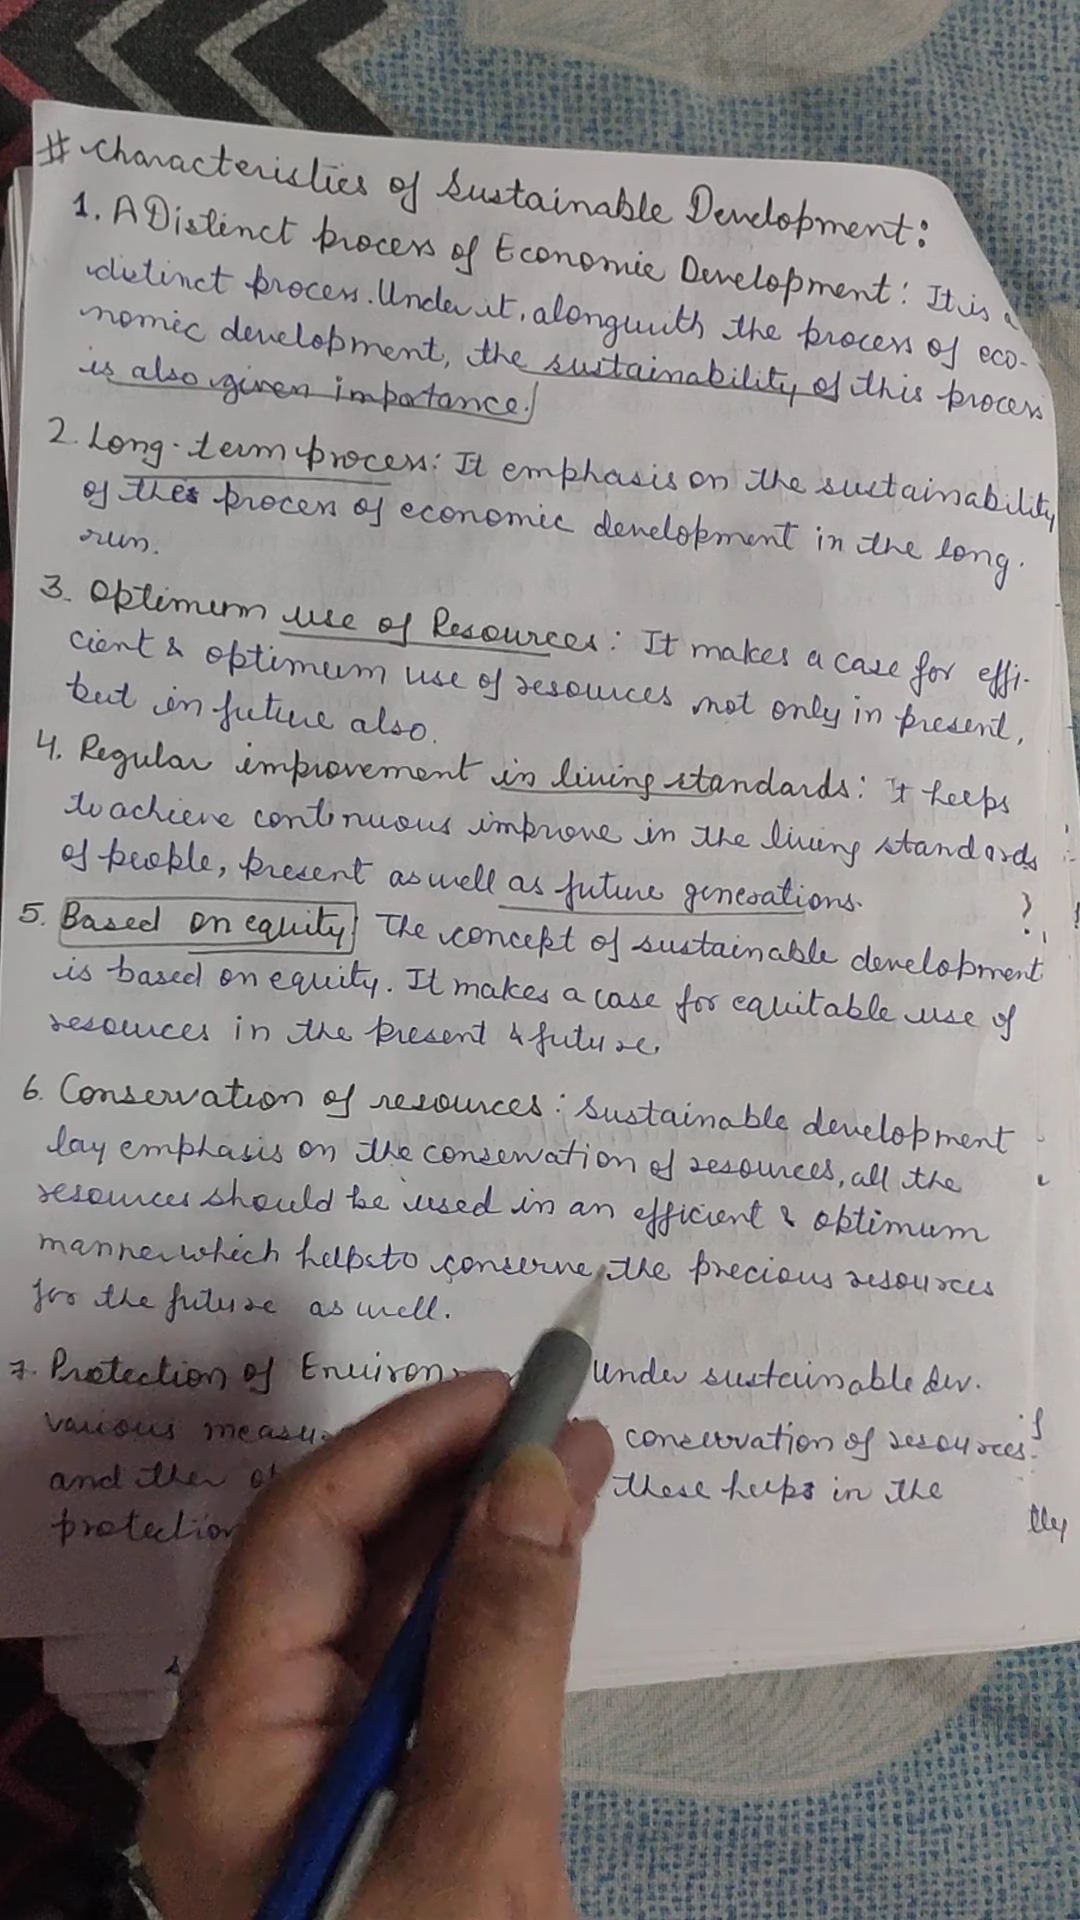 # Characteristics of Sustainable Development:
1. A Distinct process of Economic Development: It is a
distinct process. Under it, alongwith the process of eco-
nomic development, the sustainability of this process
is also given importance.
2. Long-term process: It emphasis on the sustainability
of the process of economic development in the long.
run.
3. Optimum use of Resources: It makes a case for effi-
cient & optimum use of resources not only in present,
but in future also.
4. Regular improvement in living standards: It helps
to achieve continuous improve in the living standards
of people, present as well as future generations.
5. Based on equity The concept of sustainable development
is based on equity. It makes a case for equitable use of
resources in the present & future.
6. Conservation of resources: Sustainable development
lay emphasis on the conservation of resources, all the
resources should be used in an efficient & optimum
manner which helps to conserve the precious resources
for the future as well.
7. Protection of Under sustainable dev.
various conservation of resources
and these helps in the
protection